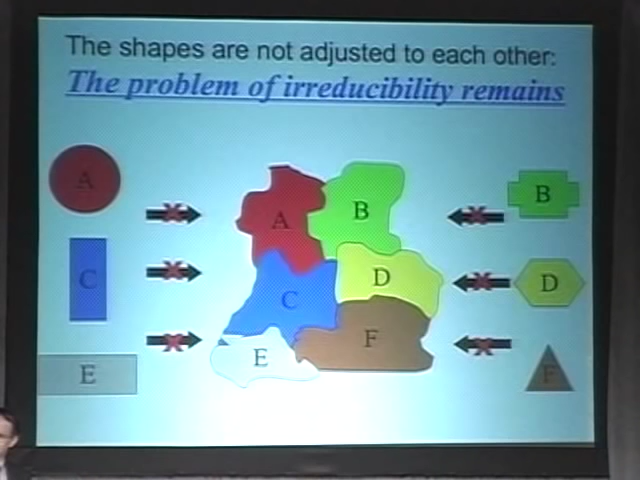 The shapes are not adjusted to each other:
The problem of irreducibility remains
A
B
A
B
C
D
D
C
E
F
E
F